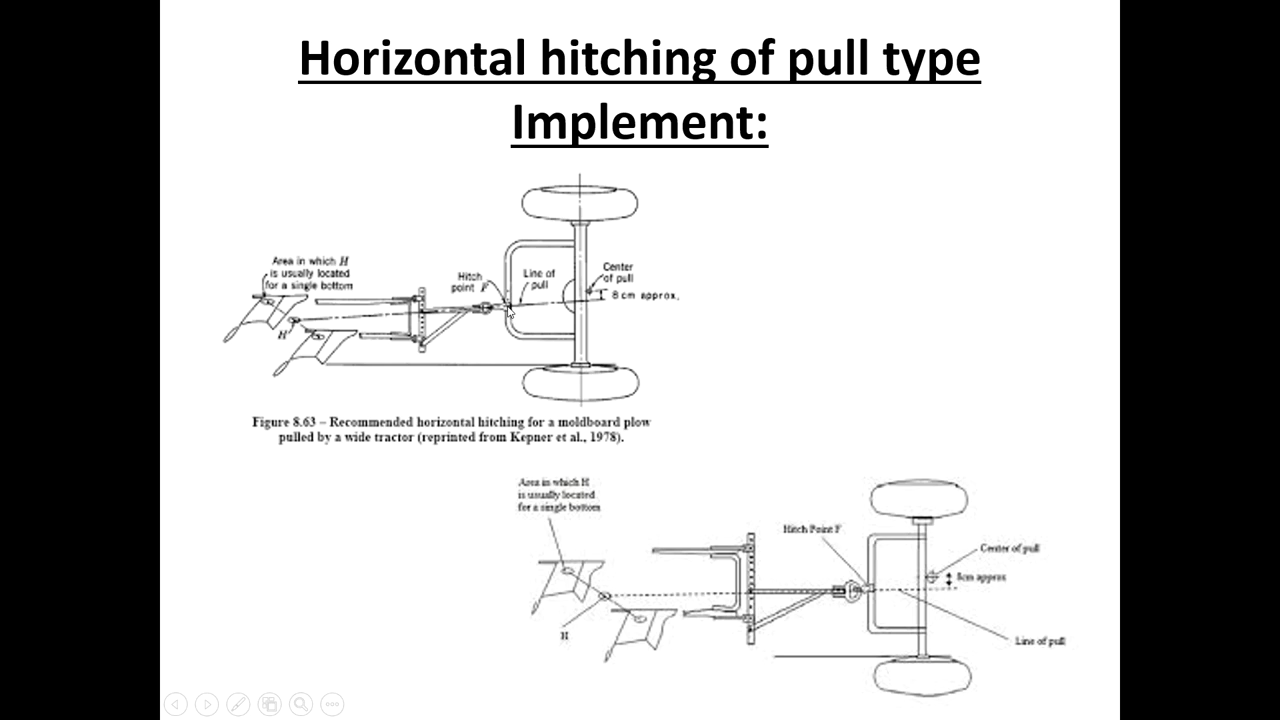 Horizontal hitching of pull type
Implement:
Area in which H
is usually located
for a single bottom
Hitch
point F
Line of
pull
Center
of pull
8 cm approx.
H
Figure 8.63 – Recommended horizontal hitching for a moldboard plow
pulled by a wide tractor (reprinted from Kepner et al., 1978).
Area in which H
is usually located
for a single bottom
Hitch Point F
Center of pull
8cm approx
H
Line of pull